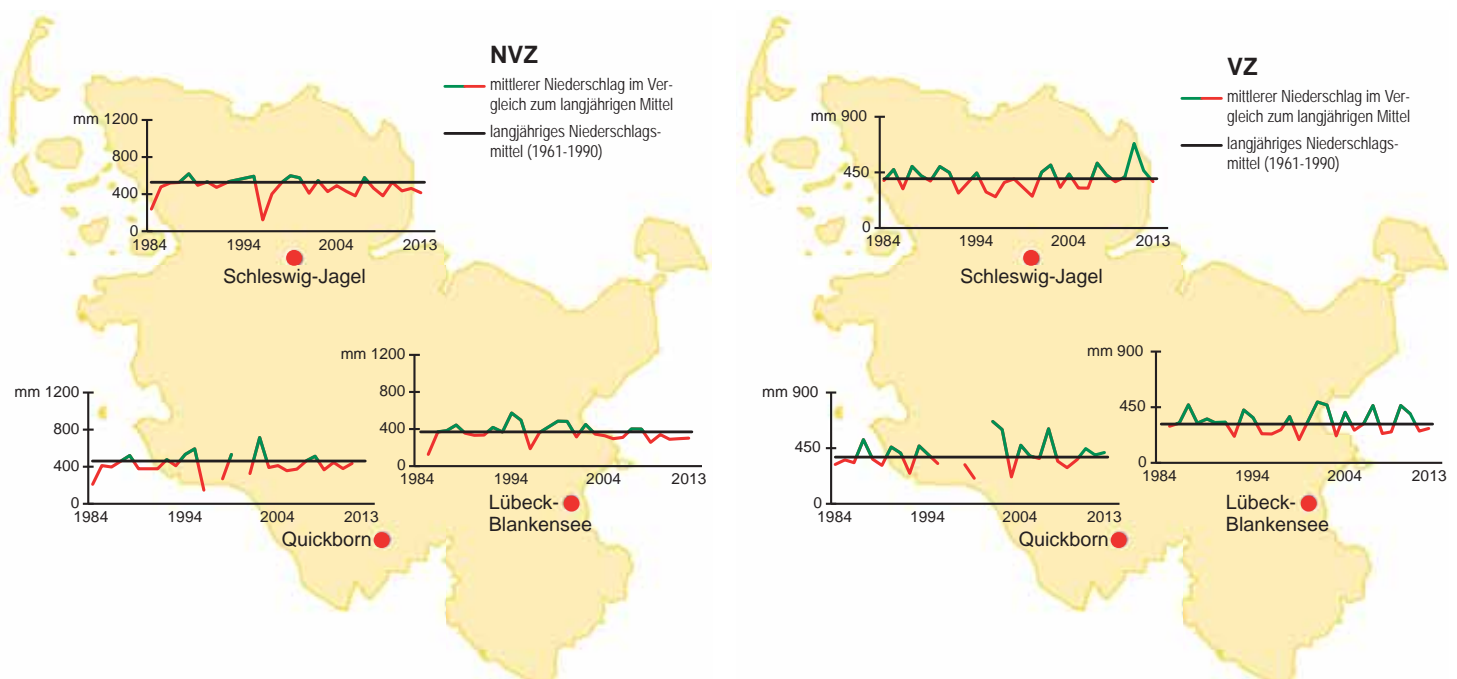 NVZ
mittlerer Niederschlag im Ver-
gleich zum langjährigen Mittel
langjähriges Niederschlags-
mittel (1961-1990)
mm 1200
800
400
0
1984
1994
2004
2013
Schleswig-Jagel
mm 1200
800
400
0
1984
1994
2004
2013
Lübeck-
Blankensee
mm 1200
800
400
0
1984
1994
2004
2013
Quickborn
VZ
mittlerer Niederschlag im Ver-
gleich zum langjährigen Mittel
langjähriges Niederschlags-
mittel (1961-1990)
mm 900
450
0
1984
1994
2004
2013
Schleswig-Jagel
mm 900
450
0
1984
1994
2004
2013
Lübeck-
Blankensee
mm 900
450
0
1984
1994
2004
2013
Quickborn